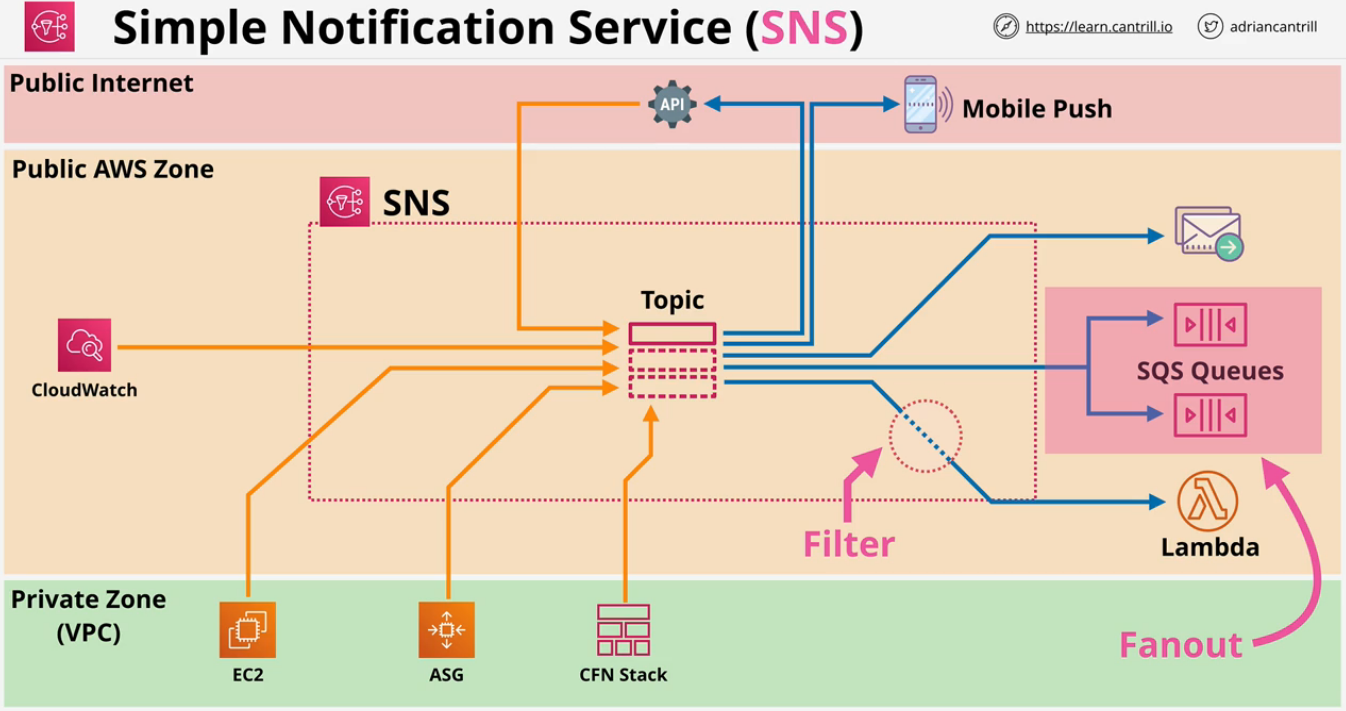 Simple Notification Service (SNS)
https://learn.cantrill.io
adriancantrill
Public Internet
API
Mobile Push
Public AWS Zone
SNS
Topic
CloudWatch
SQS Queues
Filter
Lambda
Private Zone
(VPC)
EC2
ASG
CFN Stack
Fanout